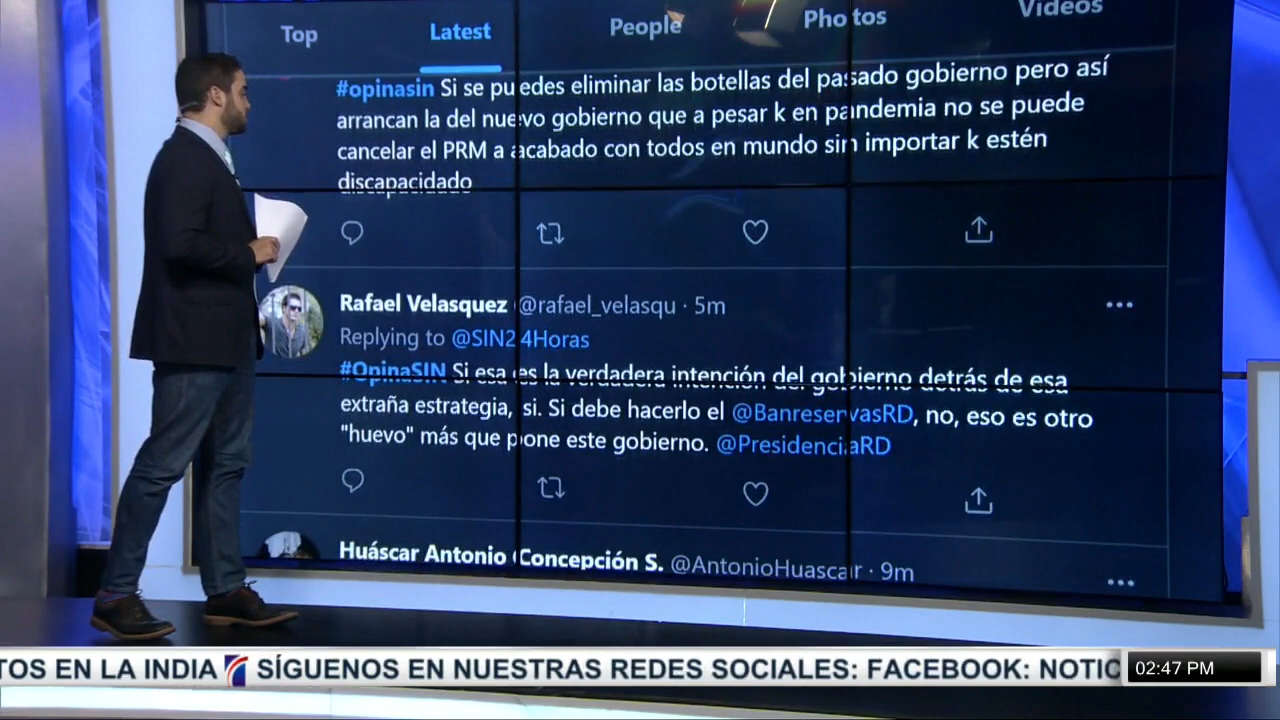 Top Latest People Photos Videos
#opinasin Si se puedes eliminar las botellas del pasado gobierno pero así
arrancan la del nuevo gobierno que a pesar k en pandemia no se puede
cancelar el PRM a acabado con todos en mundo sin importar k estén
discapacidado
Rafael Velasquez @rafael_velasqu · 5m
Replying to @SIN24Horas
#OpinaSIN Si esa es la verdadera intención del gobierno detrás de esa
extraña estrategia, si. Si debe hacerlo el @BanreservasRD, no, eso es otro
"huevo" más que pone este gobierno. @PresidenciaRD
Huáscar Antonio Concepción S. @AntonioHuascar · 9m
TOS EN LA INDIA SÍGUENOS EN NUESTRAS REDES SOCIALES: FACEBOOK: NOTIC
02:47 PM